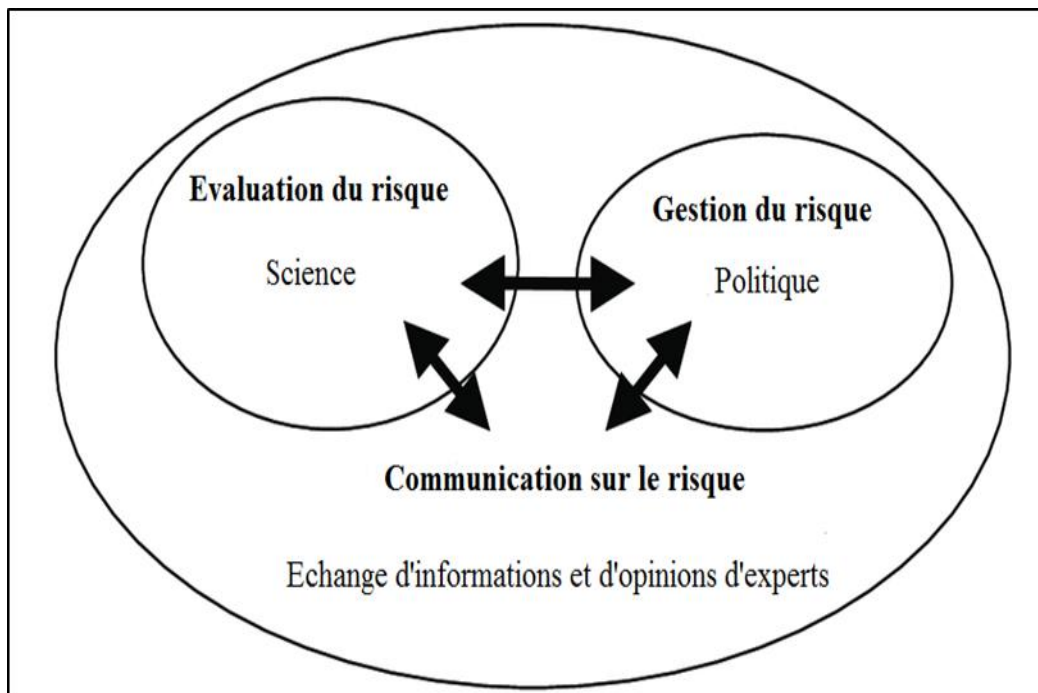 Evaluation du risque
Science
Gestion du risque
Politique
Communication sur le risque
Echange d'informations et d'opinions d'experts